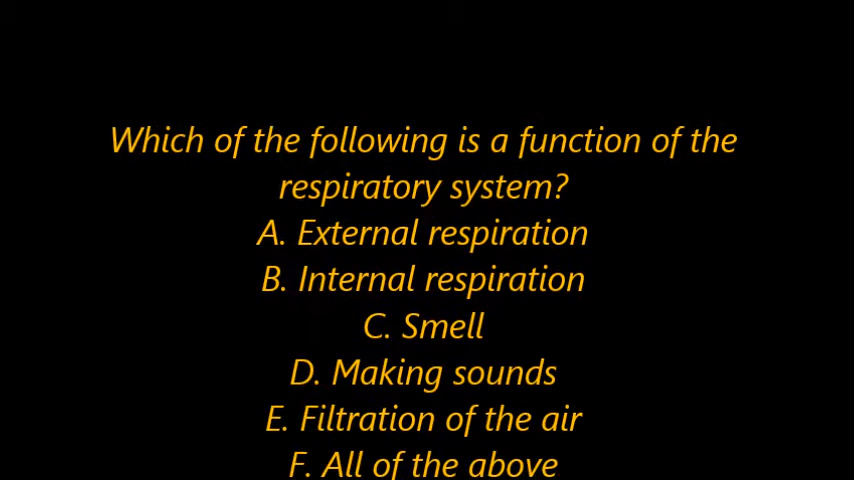 Which of the following is a function of the
respiratory system?
A. External respiration
B. Internal respiration
C. Smell
D. Making sounds
E. Filtration of the air
F. All of the above